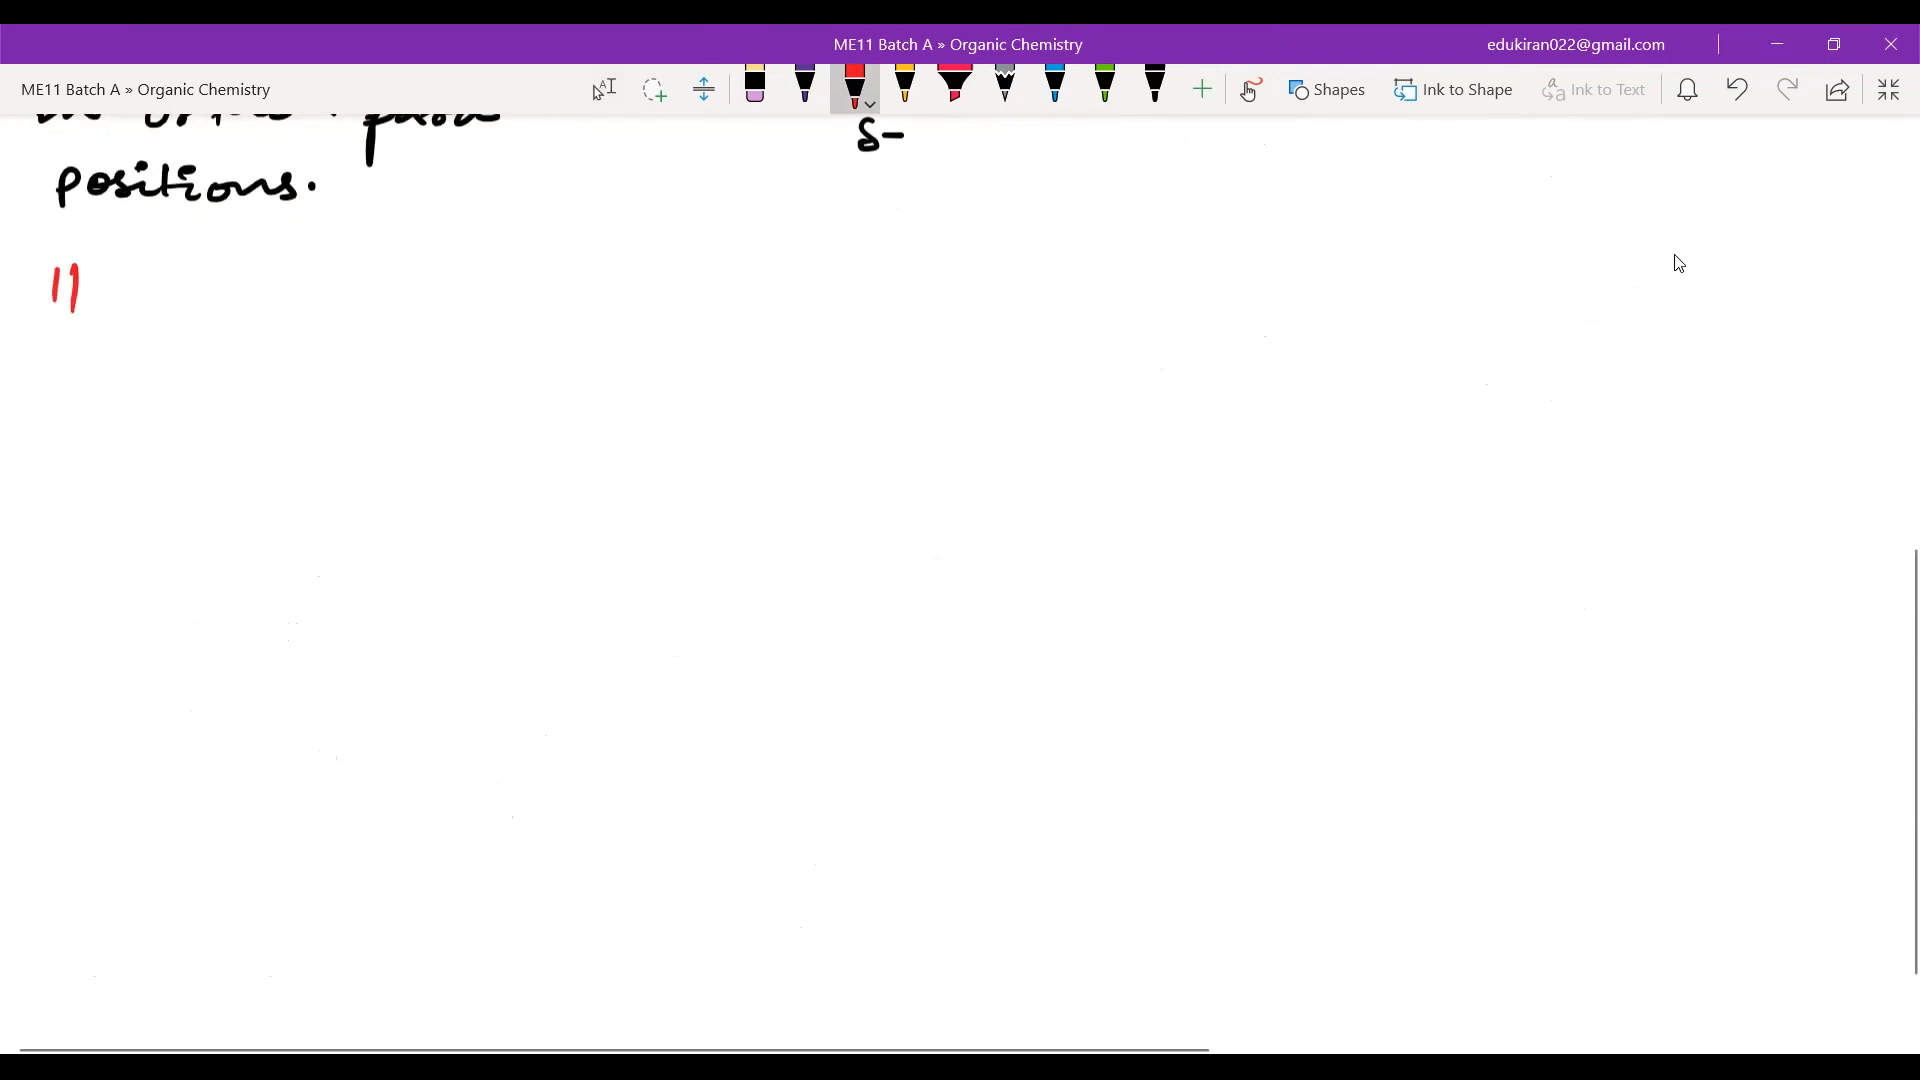 ME11 Batch A » Organic Chemistry
edukiran022@gmail.com
ME11 Batch A » Organic Chemistry
Shapes
Ink to Shape
Ink to Text
para
δ-
positions.